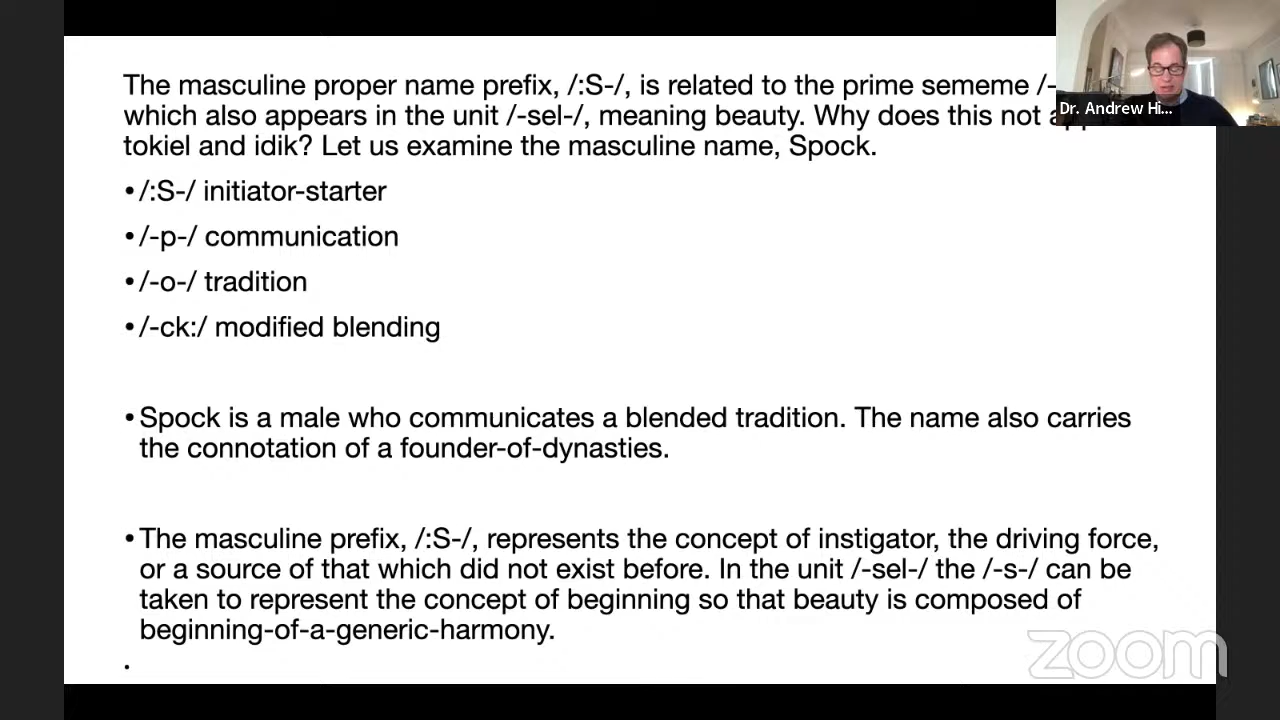 The masculine proper name prefix, /:S-/, is related to the prime sememe /-
which also appears in the unit /-sel-/, meaning beauty. Why does this not
tokiel and idik? Let us examine the masculine name, Spock.
•/:S-/ initiator-starter
•/-p-/ communication
•/-o-/ tradition
•/-ck:/ modified blending
•Spock is a male who communicates a blended tradition. The name also carries
the connotation of a founder-of-dynasties.
•The masculine prefix, /:S-/, represents the concept of instigator, the driving force,
or a source of that which did not exist before. In the unit /-sel-/ the /-s-/ can be
taken to represent the concept of beginning so that beauty is composed of
beginning-of-a-generic-harmony.
•
Dr. Andrew Hi...
zoom